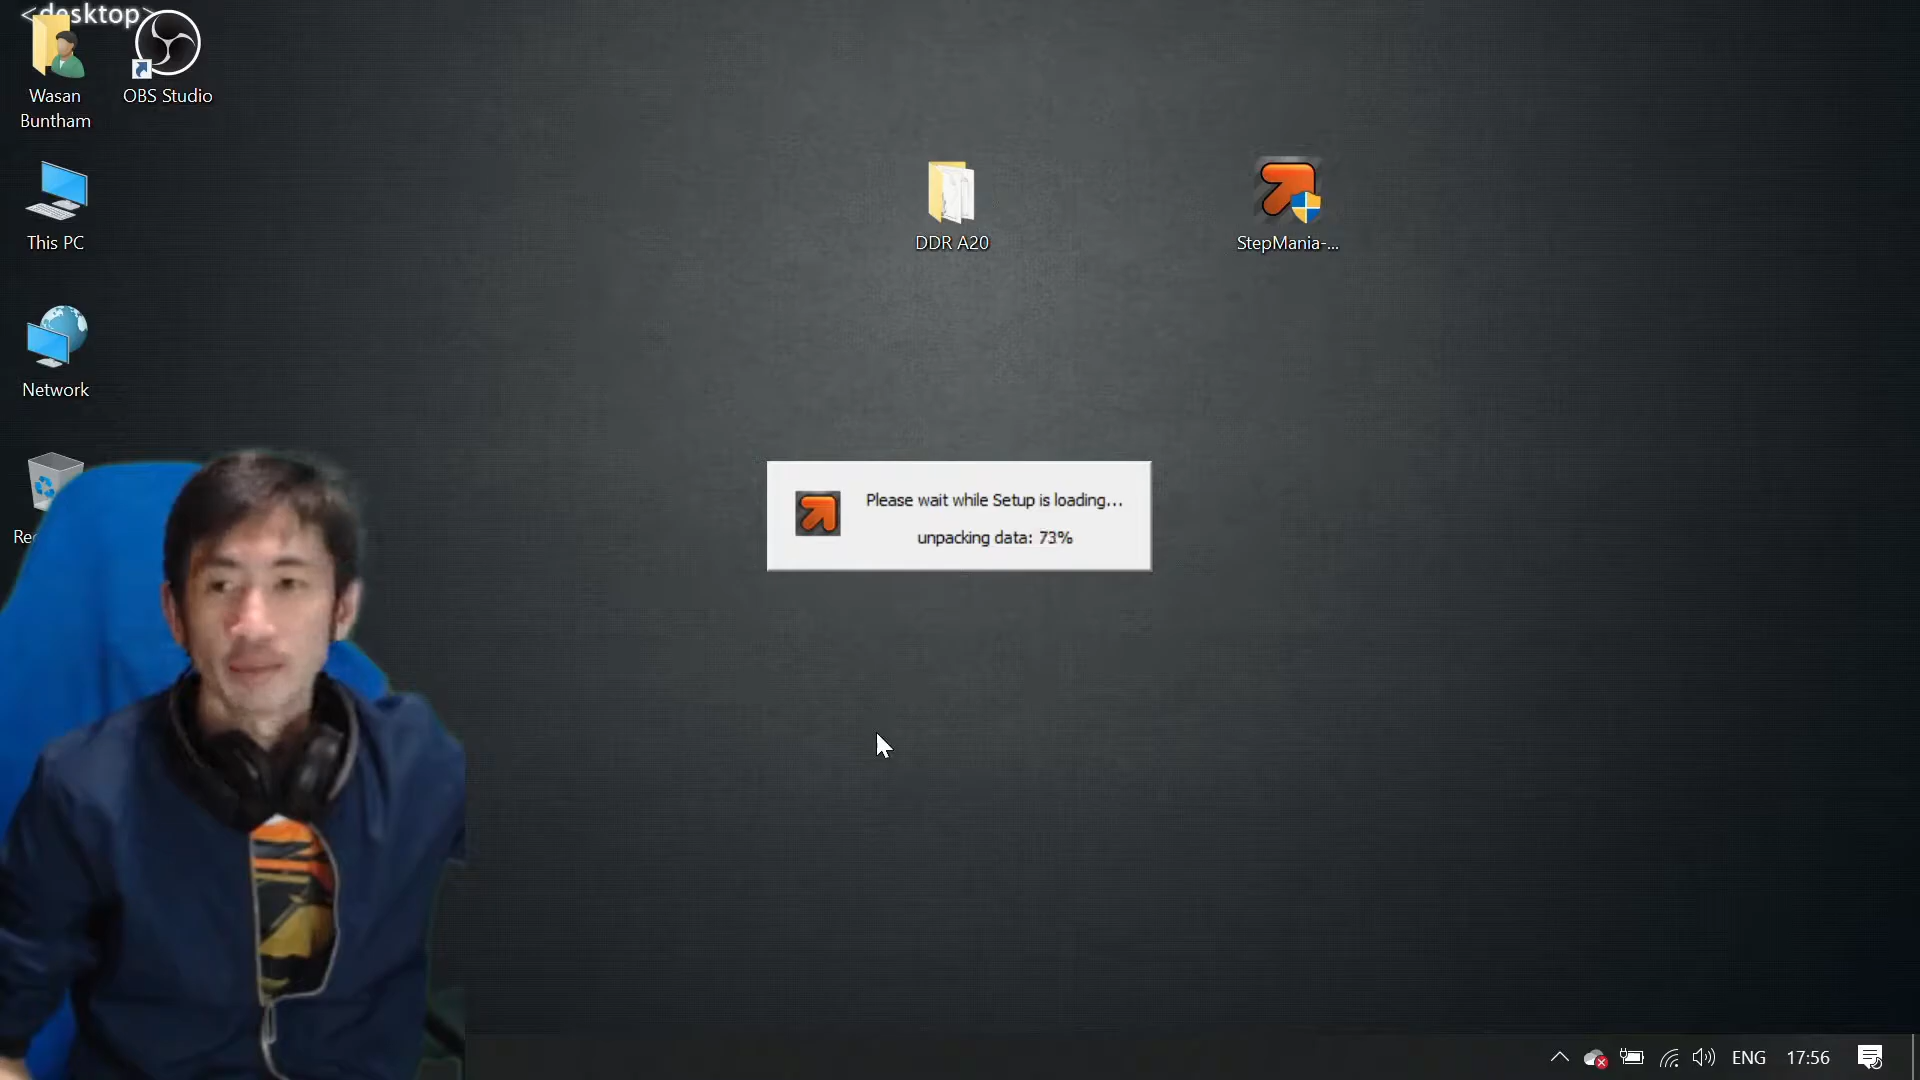 <desktop>
Wasan
Buntham
OBS Studio
This PC
Network
DDR A20
StepMania-...
Please wait while Setup is loading...
unpacking data: 73%
ENG
17:56